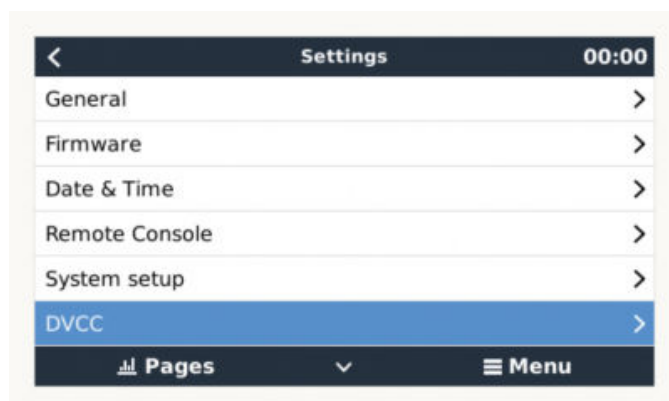 Settings 00:00
General
Firmware
Date & Time
Remote Console
System setup
DVCC
Pages Menu